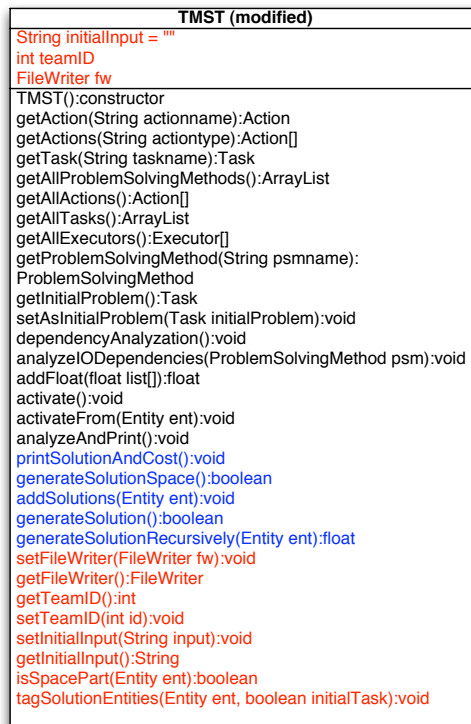 TMST (modified)
String initialInput = ""
int teamID
FileWriter fw
TMST():constructor
getAction(String actionname):Action
getActions(String actiontype):Action[]
getTask(String taskname):Task
getAllProblemSolvingMethods():ArrayList
getAllActions():Action[]
getAllTasks():ArrayList
getAllExecutors():Executor[]
getProblemSolvingMethod(String psmname):
ProblemSolvingMethod
getInitialProblem():Task
setAsInitialProblem(Task initialProblem):void
dependencyAnalyzation():void
analyzeIODependencies(ProblemSolvingMethod psm):void
addFloat(float list[]):float
activate():void
activateFrom(Entity ent):void
analyzeAndPrint():void
printSolutionAndCost():void
generateSolutionSpace():boolean
addSolutions(Entity ent):void
generateSolution():boolean
generateSolutionRecursively(Entity ent):float
setFileWriter(FileWriter fw):void
getFileWriter():FileWriter
getTeamID():int
setTeamID(int id):void
setInitialInput(String input):void
getInitialInput():String
isSpacePart(Entity ent):boolean
tagSolutionEntities(Entity ent, boolean initialTask):void